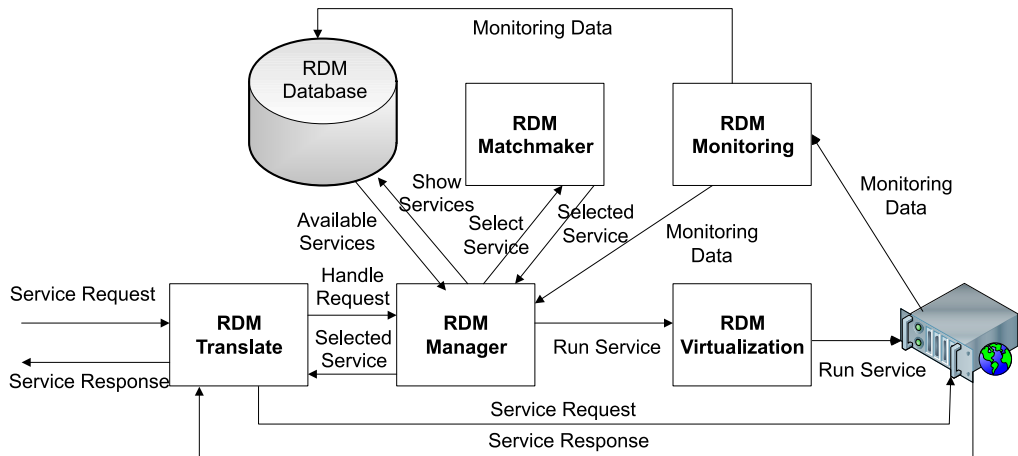 Monitoring Data
RDM
Database
RDM
Matchmaker
RDM
Monitoring
Show
Services
Monitoring
Data
Available
Services
Select
Service
Selected
Service
Monitoring
Data
Service Request
Handle
Request
RDM
Translate
Selected
Service
RDM
Manager
Run Service
RDM
Virtualization
Run Service
Service Response
Service Request
Service Response